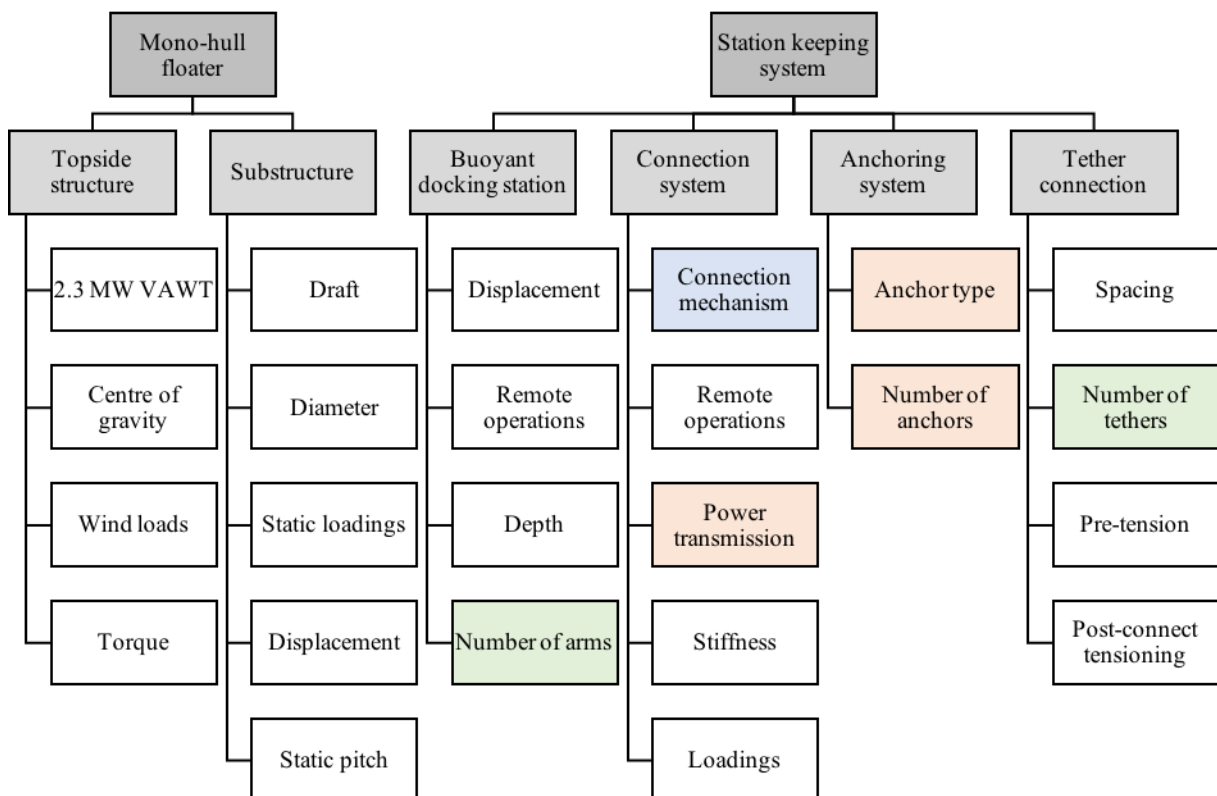 Mono-hull
floater
Station keeping
system
Topside
structure
Substructure
Buoyant
docking station
Connection
system
Anchoring
system
Tether
connection
2.3 MW VAWT
Centre of
gravity
Wind loads
Torque
Draft
Diameter
Static loadings
Displacement
Static pitch
Displacement
Remote
operations
Depth
Number of arms
Connection
mechanism
Remote
operations
Power
transmission
Stiffness
Loadings
Anchor type
Number of
anchors
Spacing
Number of
tethers
Pre-tension
Post-connect
tensioning